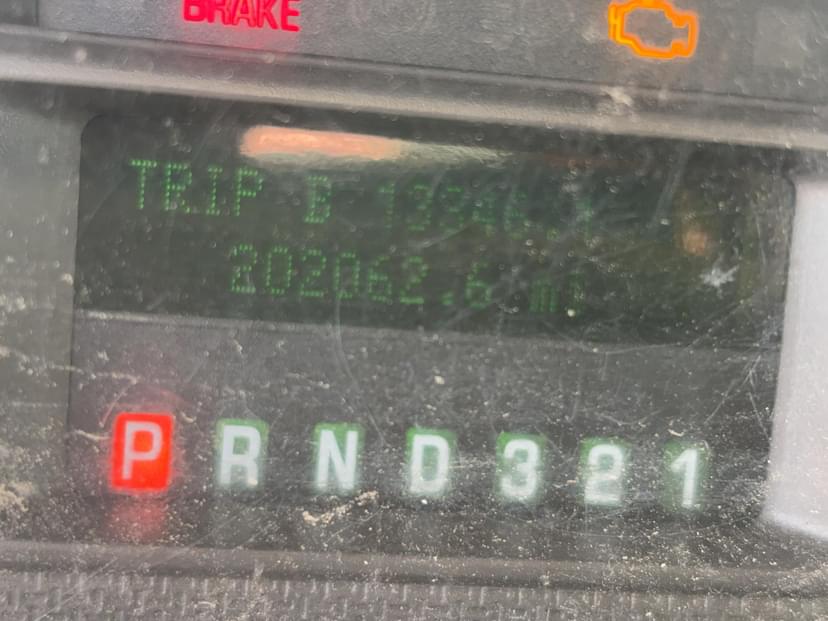 BRAKE
TRIP B
202062.6 mi
P R N D 3 2 1